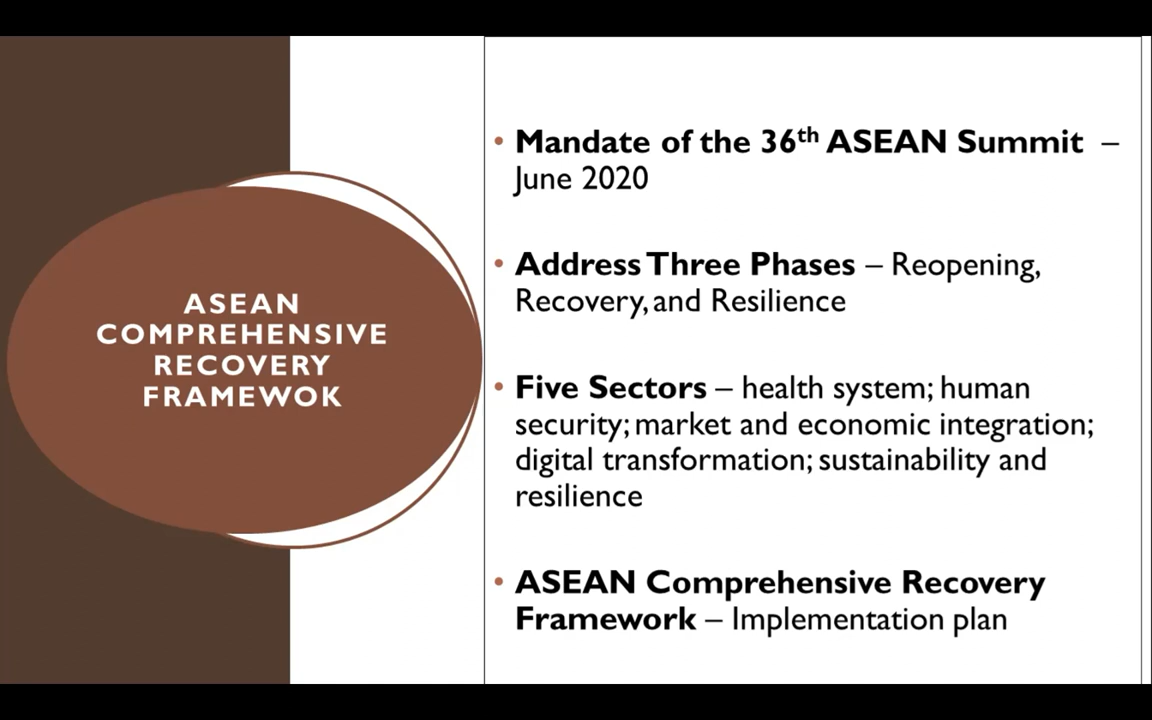 ASEAN
COMPREHENSIVE
RECOVERY
FRAMEWOK
• Mandate of the 36th ASEAN Summit –
June 2020
• Address Three Phases – Reopening,
Recovery, and Resilience
• Five Sectors – health system; human
security; market and economic integration;
digital transformation; sustainability and
resilience
• ASEAN Comprehensive Recovery
Framework – Implementation plan